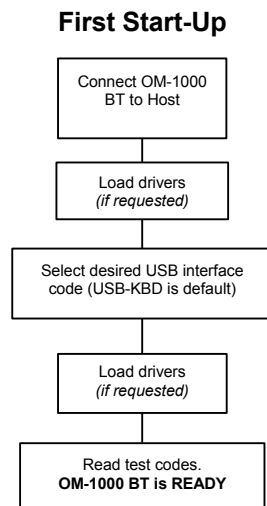 First Start-Up
Connect OM-1000
BT to Host
Load drivers
(if requested)
Select desired USB interface
code (USB-KBD is default)
Load drivers
(if requested)
Read test codes.
OM-1000 BT is READY